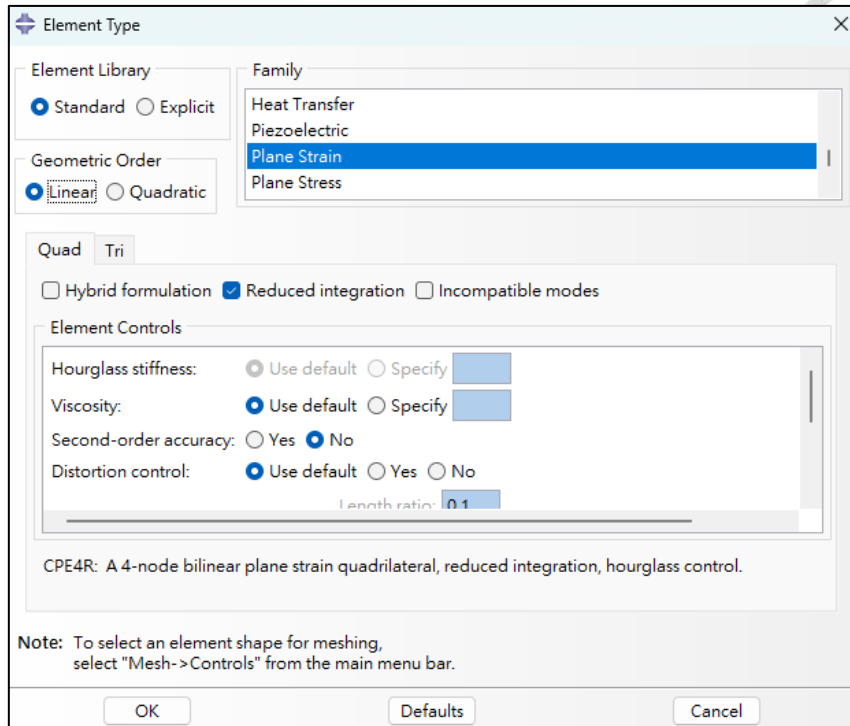 Element Type
Element Library
Standard Explicit
Family
Heat Transfer
Piezoelectric
Plane Strain
Plane Stress
Geometric Order
Linear Quadratic
Quad Tri
Hybrid formulation Reduced integration Incompatible modes
Element Controls
Hourglass stiffness: Use default Specify
Viscosity: Use default Specify
Second-order accuracy: Yes No
Distortion control: Use default Yes No
Length ratio: 0.1
CPE4R: A 4-node bilinear plane strain quadrilateral, reduced integration, hourglass control.
Note: To select an element shape for meshing,
select "Mesh->Controls" from the main menu bar.
OK Defaults Cancel